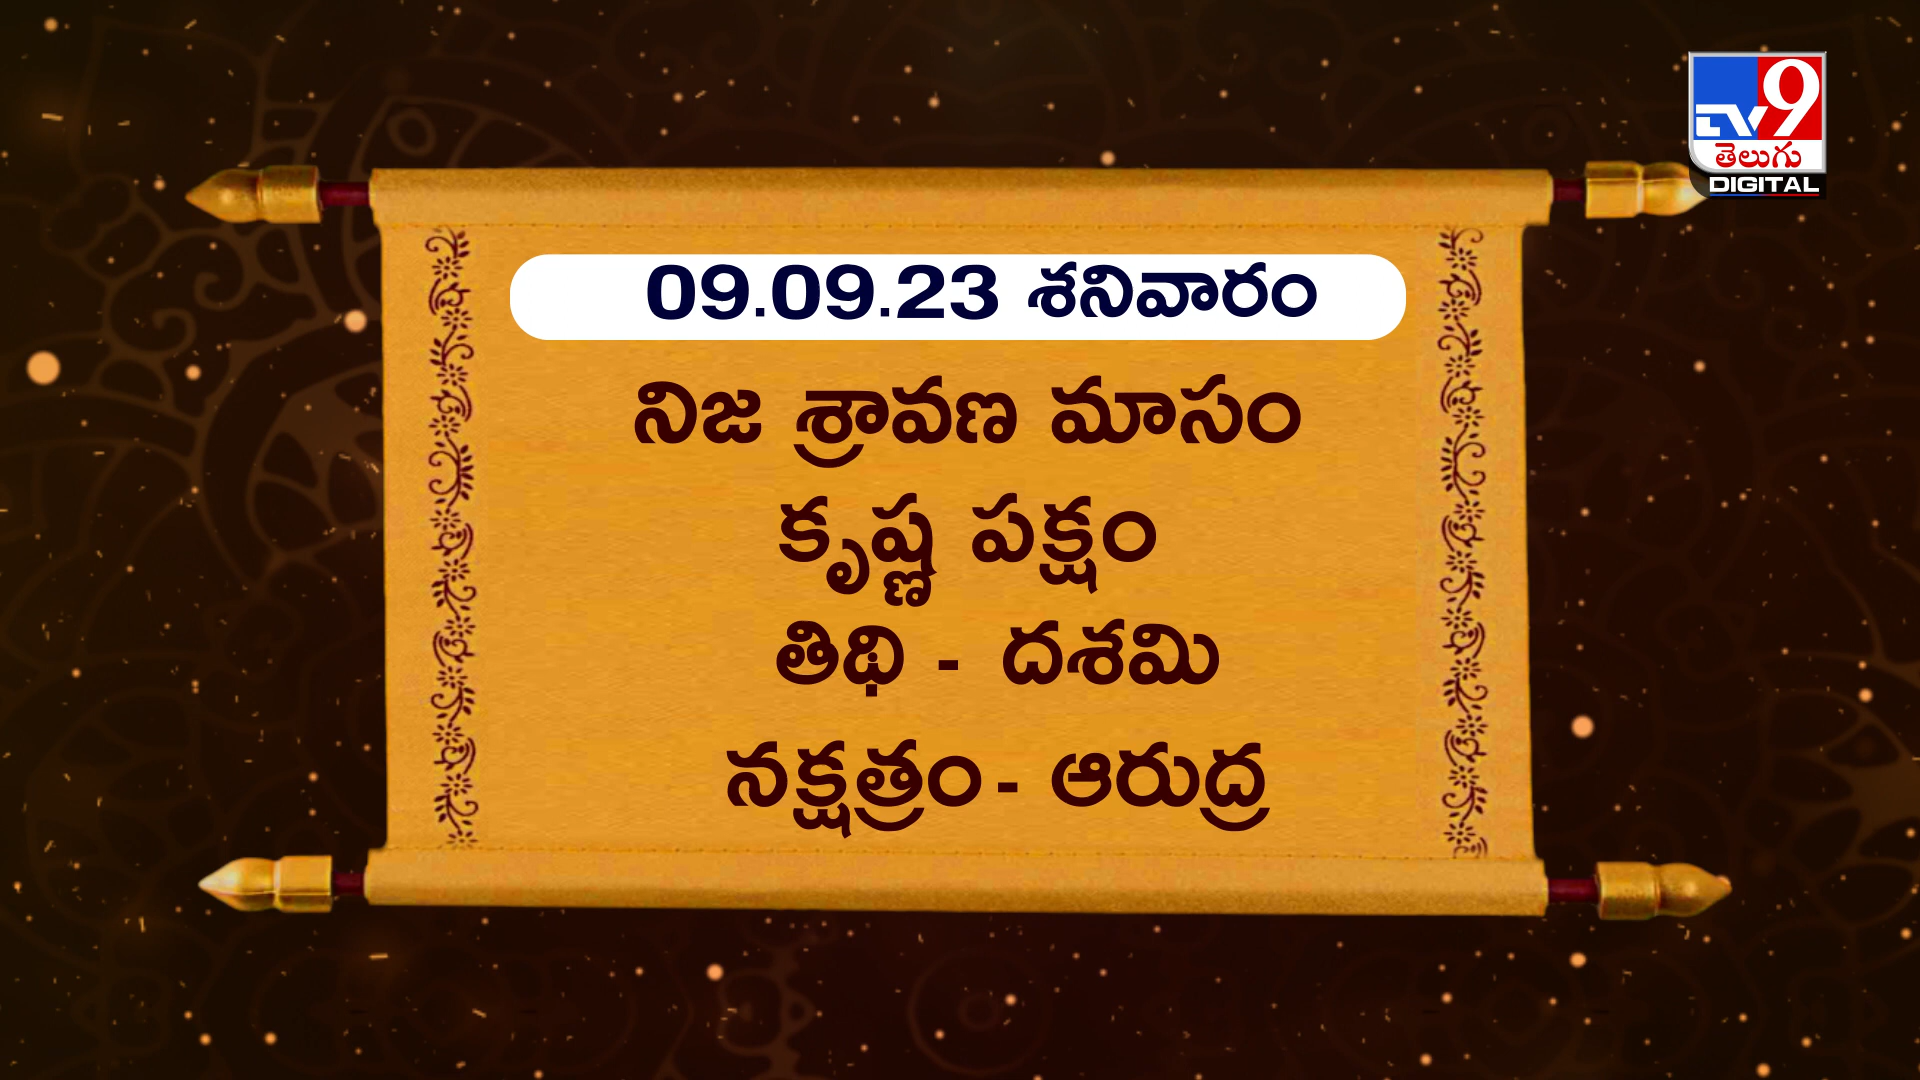 TV9
తెలుగు
DIGITAL
09.09.23 శనివారం
నిజ శ్రావణ మాసం
కృష్ణ పక్షం
తిథి - దశమి
నక్షత్రం - ఆరుద్ర